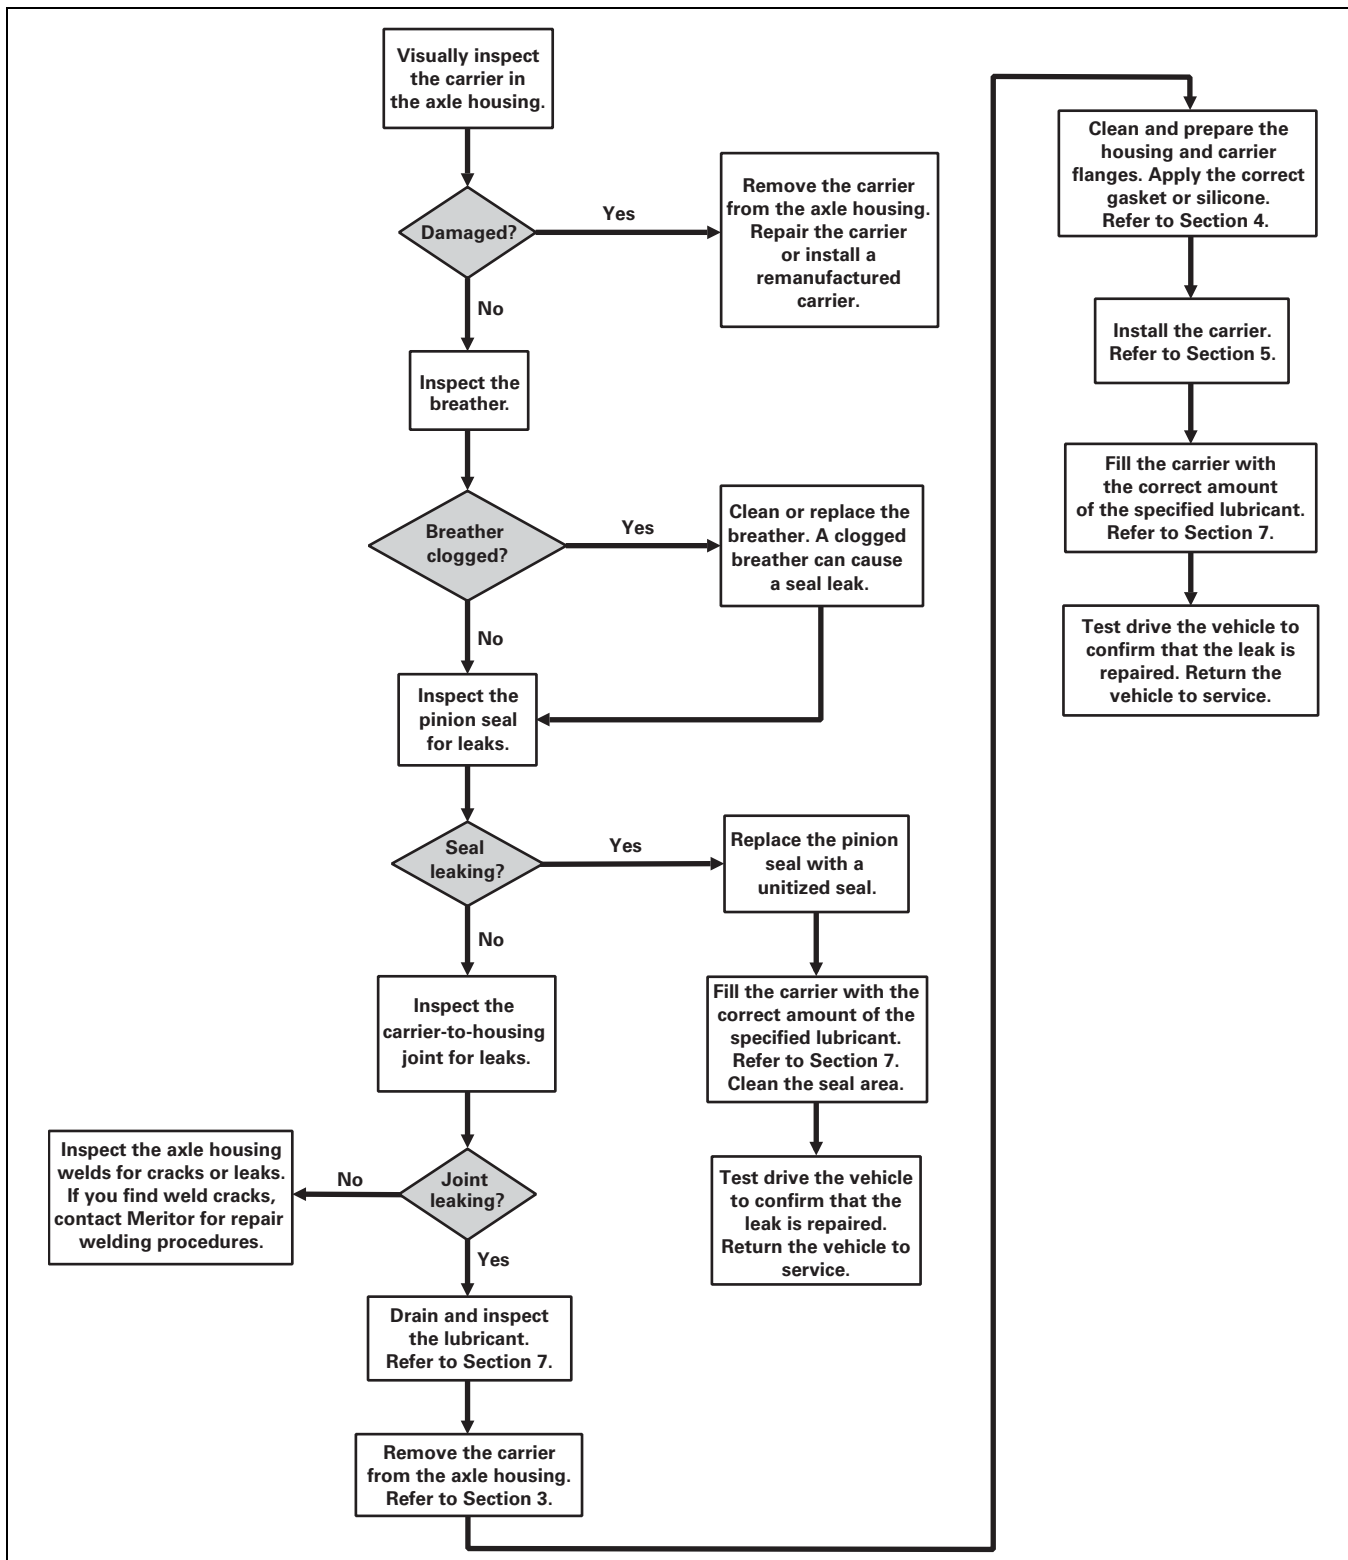 Visually inspect
the carrier in
the axle housing.
Damaged?
Yes
Remove the carrier
from the axle housing.
Repair the carrier
or install a
remanufactured
carrier.
No
Inspect the
breather.
Breather
clogged?
Yes
Clean or replace the
breather. A clogged
breather can cause
a seal leak.
No
Inspect the
pinion seal
for leaks.
Seal
leaking?
Yes
Replace the pinion
seal with a
unitized seal.
Fill the carrier with the
correct amount of the
specified lubricant.
Refer to Section 7.
Clean the seal area.
Test drive the vehicle
to confirm that the
leak is repaired.
Return the vehicle to
service.
No
Inspect the
carrier-to-housing
joint for leaks.
Joint
leaking?
No
Inspect the axle housing
welds for cracks or leaks.
If you find weld cracks,
contact Meritor for repair
welding procedures.
Yes
Drain and inspect
the lubricant.
Refer to Section 7.
Remove the carrier
from the axle housing.
Refer to Section 3.
Clean and prepare the
housing and carrier
flanges. Apply the correct
gasket or silicone.
Refer to Section 4.
Install the carrier.
Refer to Section 5.
Fill the carrier with
the correct amount
of the specified lubricant.
Refer to Section 7.
Test drive the vehicle to
confirm that the leak is
repaired. Return the
vehicle to service.